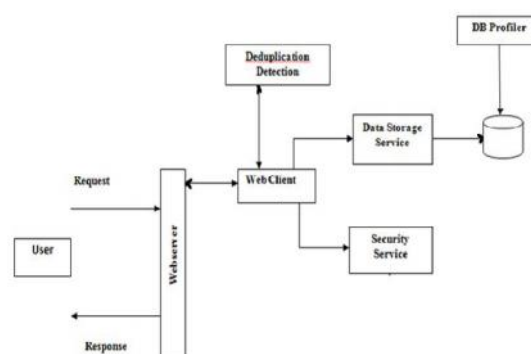 DB Profiler
Deduplication
Detection
Data Storage
Service
Request
WebClient
User
Webserver
Security
Service
Response